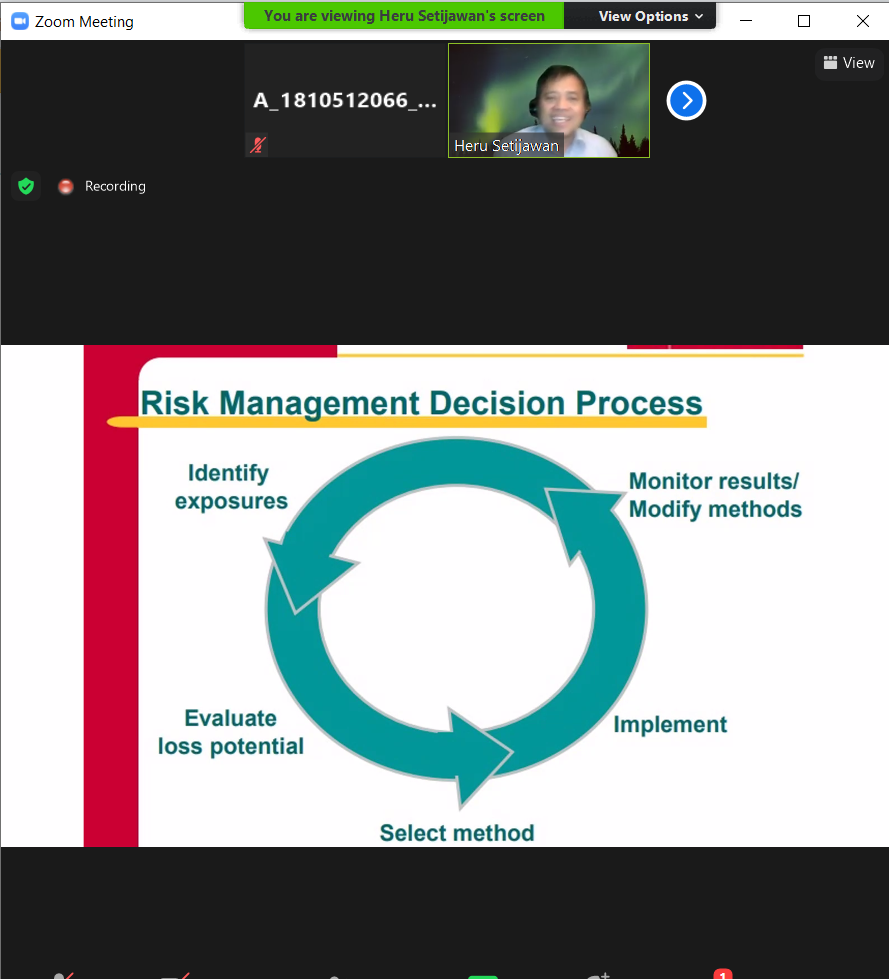 Zoom Meeting
You are viewing Heru Setijawan's screen
View Options
View
A_1810512066_...
Heru Setijawan
Recording
Risk Management Decision Process
Identify
exposures
Monitor results/
Modify methods
Evaluate
loss potential
Implement
Select method
1